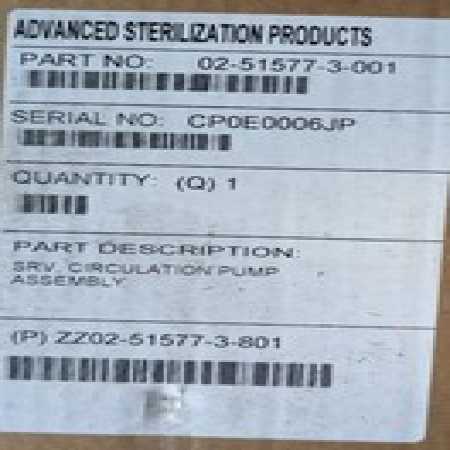 ADVANCED STERILIZATION PRODUCTS
PART NO: 02-51577-3-001
SERIAL NO: CP0E0006JP
QUANTITY: (Q) 1
PART DESCRIPTION:
SRV, CIRCULATION PUMP
ASSEMBLY
(P) ZZ02-51577-3-801